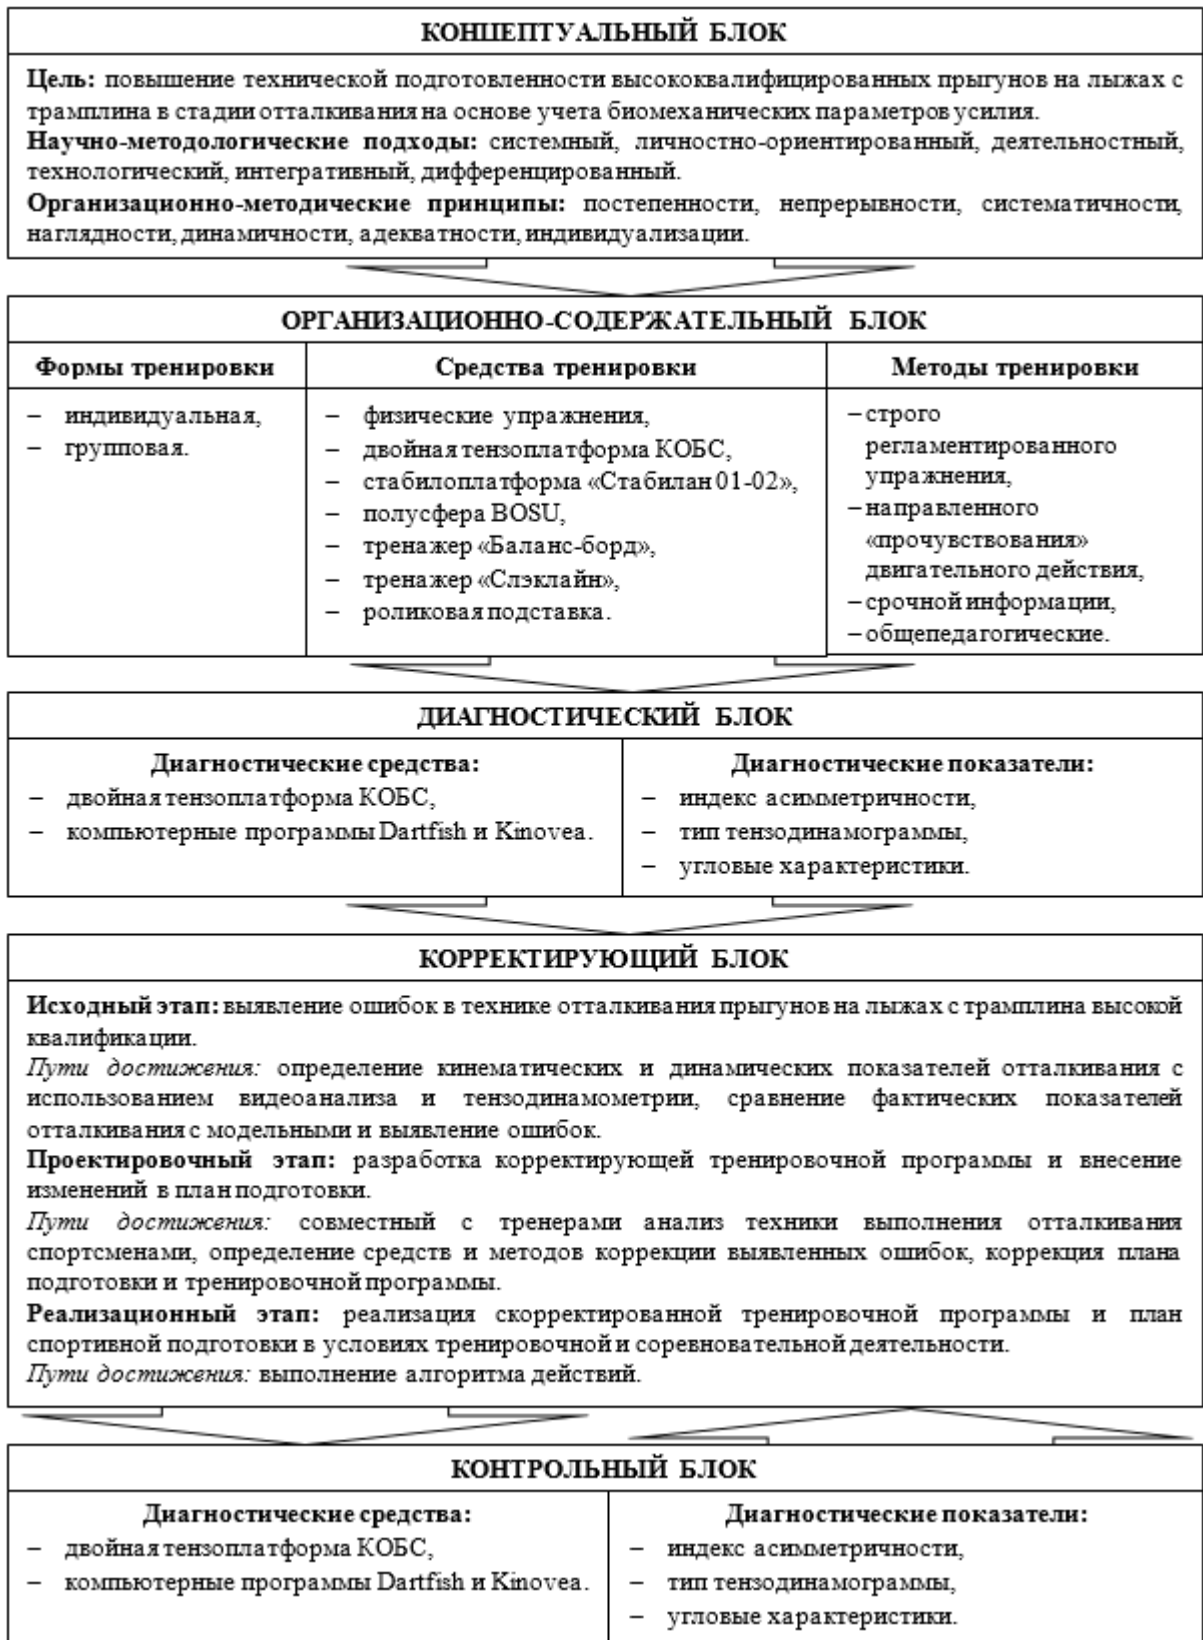 КОНЦЕПТУАЛЬНЫЙ БЛОК
Цель: повышение технической подготовленности высококвалифицированных прыгунов на лыжах с
трамплина в стадии отталкивания на основе учета биомеханических параметров усилия.
Научно-методологические подходы: системный, личностно-ориентированный, деятельностный,
технологический, интегративный, дифференцированный.
Организационно-методические принципы: постепенности, непрерывности, систематичности,
наглядности, динамичности, адекватности, индивидуализации.
ОРГАНИЗАЦИОННО-СОДЕРЖАТЕЛЬНЫЙ БЛОК
Формы тренировки
– индивидуальная,
– групповая.
Средства тренировки
– физические упражнения,
– двойная тензоплатформа КОБС,
– стабилоплатформа «Стабилан 01-02»,
– полусфера BOSU,
– тренажер «Баланс-борд»,
– тренажер «Слэклайн»,
– роликовая подставка.
Методы тренировки
– строго
регламентированного
упражнения,
– направленного
«прочувствования»
двигательного действия,
– срочной информации,
– общепедагогические.
ДИАГНОСТИЧЕСКИЙ БЛОК
Диагностические средства:
– двойная тензоплатформа КОБС,
– компьютерные программы Dartfish и Kinovea.
Диагностические показатели:
– индекс асимметричности,
– тип тензодинамограммы,
– угловые характеристики.
КОРРЕКТИРУЮЩИЙ БЛОК
Исходный этап: выявление ошибок в технике отталкивания прыгунов на лыжах с трамплина высокой
квалификации.
Пути достижения: определение кинематических и динамических показателей отталкивания с
использованием видеоанализа и тензодинамометрии, сравнение фактических показателей
отталкивания с модельными и выявление ошибок.
Проектировочный этап: разработка корректирующей тренировочной программы и внесение
изменений в план подготовки.
Пути достижения: совместный с тренерами анализ техники выполнения отталкивания
спортсменами, определение средств и методов коррекции выявленных ошибок, коррекция плана
подготовки и тренировочной программы.
Реализационный этап: реализация скорректированной тренировочной программы и план
спортивной подготовки в условиях тренировочной и соревновательной деятельности.
Пути достижения: выполнение алгоритма действий.
КОНТРОЛЬНЫЙ БЛОК
Диагностические средства:
– двойная тензоплатформа КОБС,
– компьютерные программы Dartfish и Kinovea.
Диагностические показатели:
– индекс асимметричности,
– тип тензодинамограммы,
– угловые характеристики.